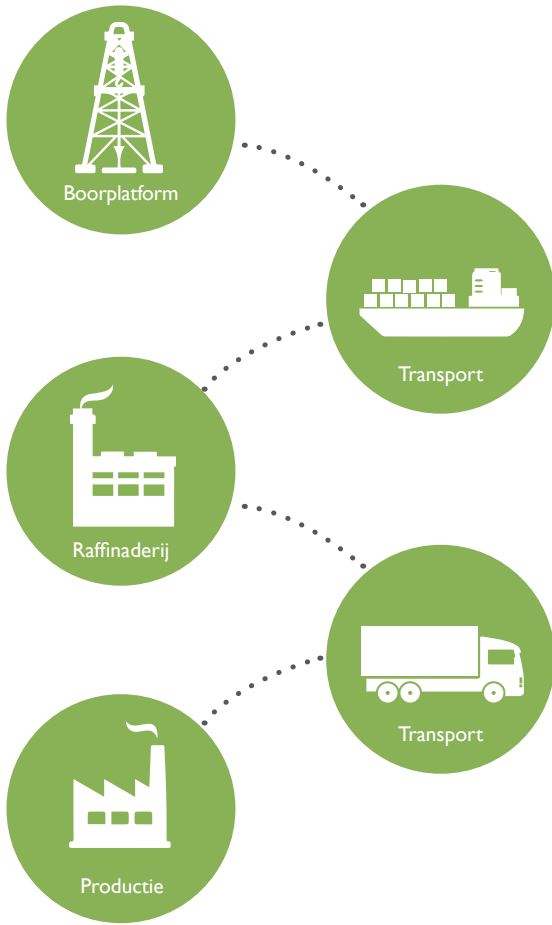 Boorplatform
Transport
Raffinaderij
Transport
Productie